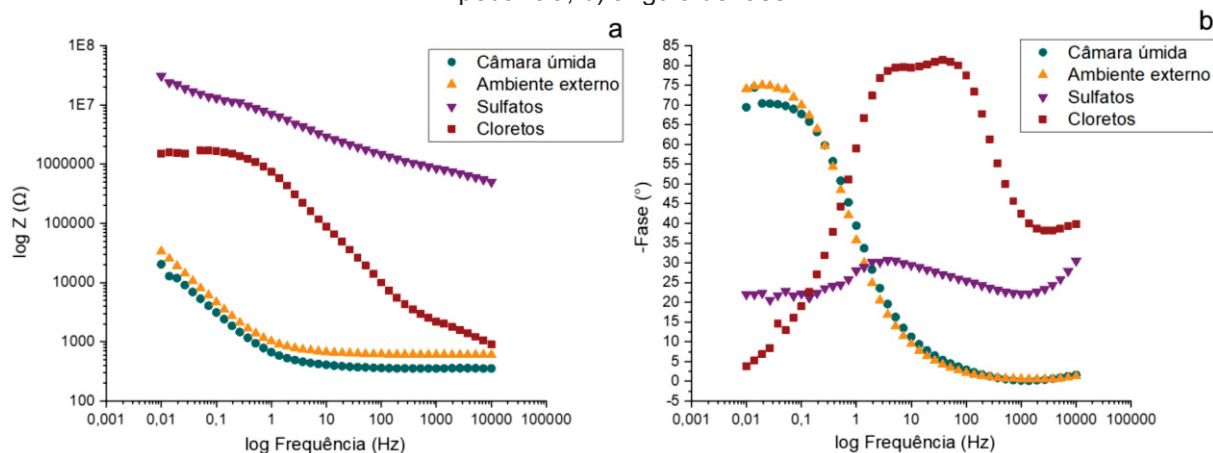 a
Câmara úmida
Ambiente externo
Sulfatos
Cloretos
1E8
1E7
1000000
100000
10000
1000
100
log Z (Ω)
0,001 0,01 0,1 1 10 100 1000 10000 100000
log Frequência (Hz)
b
Câmara úmida
Ambiente externo
Sulfatos
Cloretos
85
80
75
70
65
60
55
50
45
40
35
30
25
20
15
10
5
0
-5
-Fase (°)
0,001 0,01 0,1 1 10 100 1000 10000 100000
log Frequência (Hz)